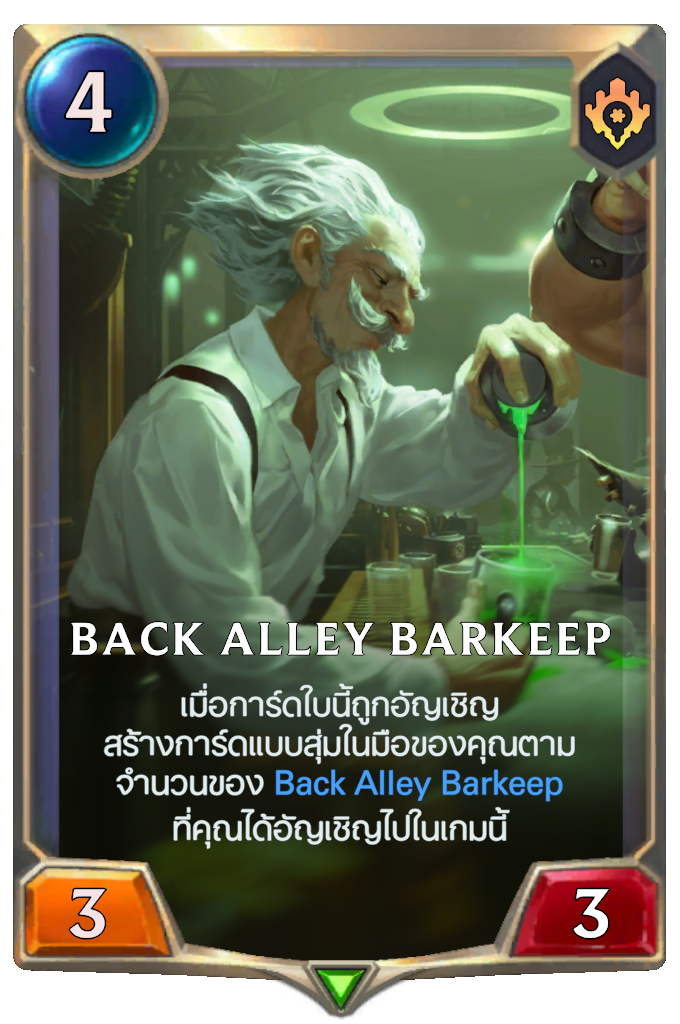 4
BACK ALLEY BARKEEP
เมื่อการ์ดใบนี้ถูกอัญเชิญ
สร้างการ์ดแบบสุ่มในมือของคุณตาม
จำนวนของ Back Alley Barkeep
ที่คุณได้อัญเชิญไปในเกมนี้
3
3